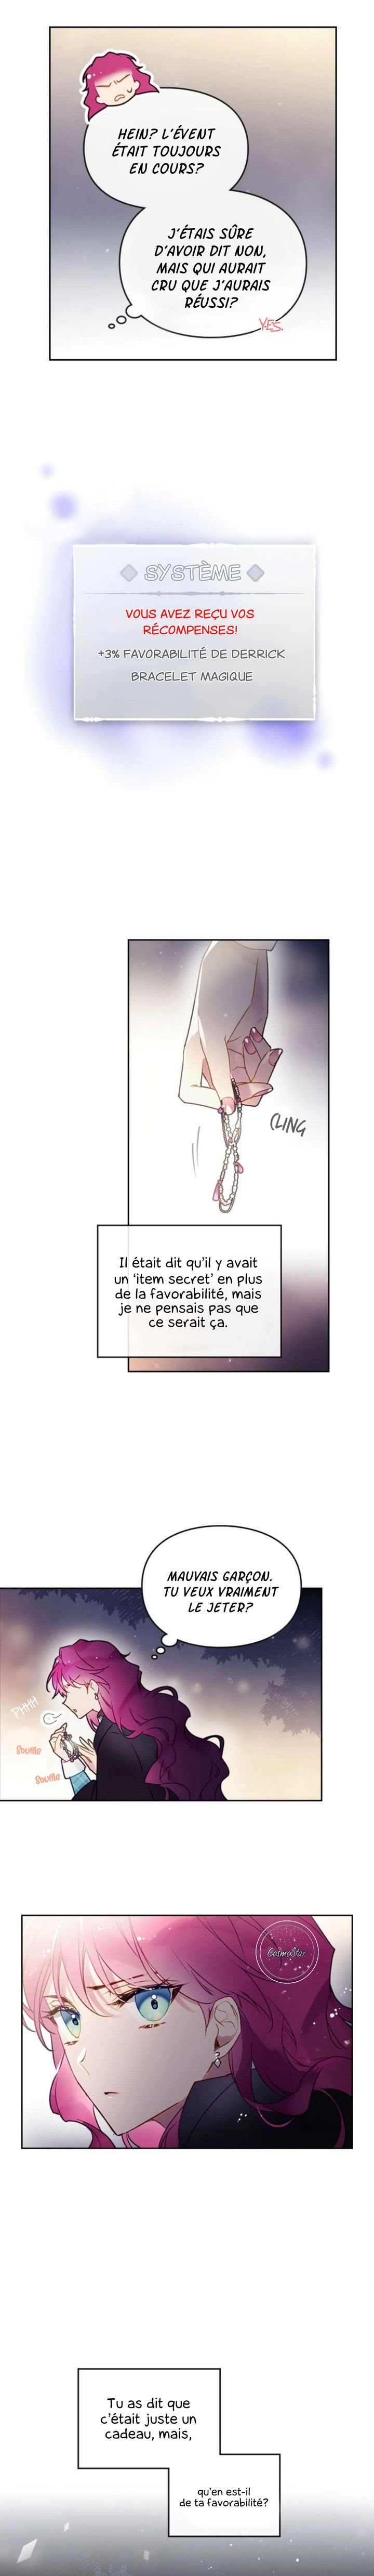 HEIN? L'ÉVENT
ÉTAIT TOUJOURS
EN COURS?
J'ÉTAIS SÛRE
D'AVOIR DIT NON,
MAIS QUI AURAIT
CRU QUE J'AURAIS
RÉUSSI?
YES.
SYSTÈME
VOUS AVEZ REÇU VOS
RÉCOMPENSES!
+3% FAVORABILITÉ DE DERRICK
BRACELET MAGIQUE
CLING
Il était dit qu'il y avait
un 'item secret' en plus
de la favorabilité, mais
je ne pensais pas que
ce serait ça.
MAUVAIS GARÇON.
TU VEUX VRAIMENT
LE JETER?
PHHH
Souffle
Souffle
Tu as dit que
c'était juste un
cadeau, mais,
qu'en est-il
de ta favorabilité?